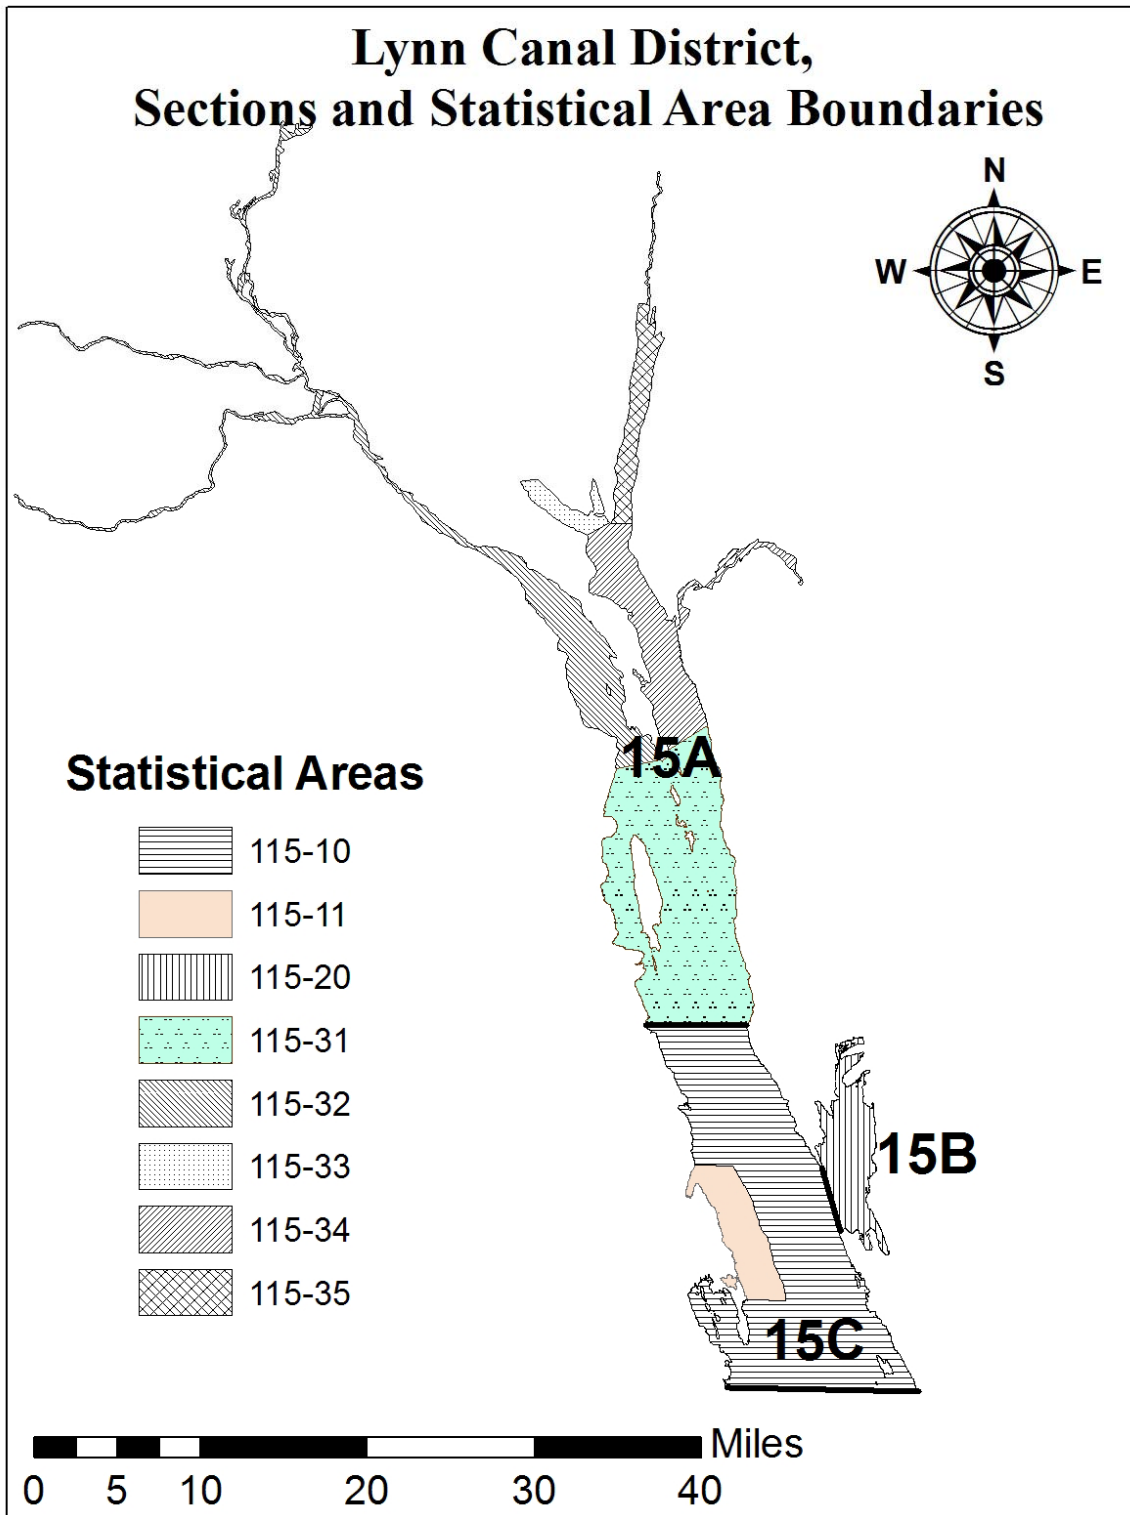 Lynn Canal District,
Sections and Statistical Area Boundaries
N
W
E
S
15A
Statistical Areas
115-10
115-11
115-20
115-31
115-32
115-33
115-34
115-35
15B
15C
Miles
0 5 10 20 30 40